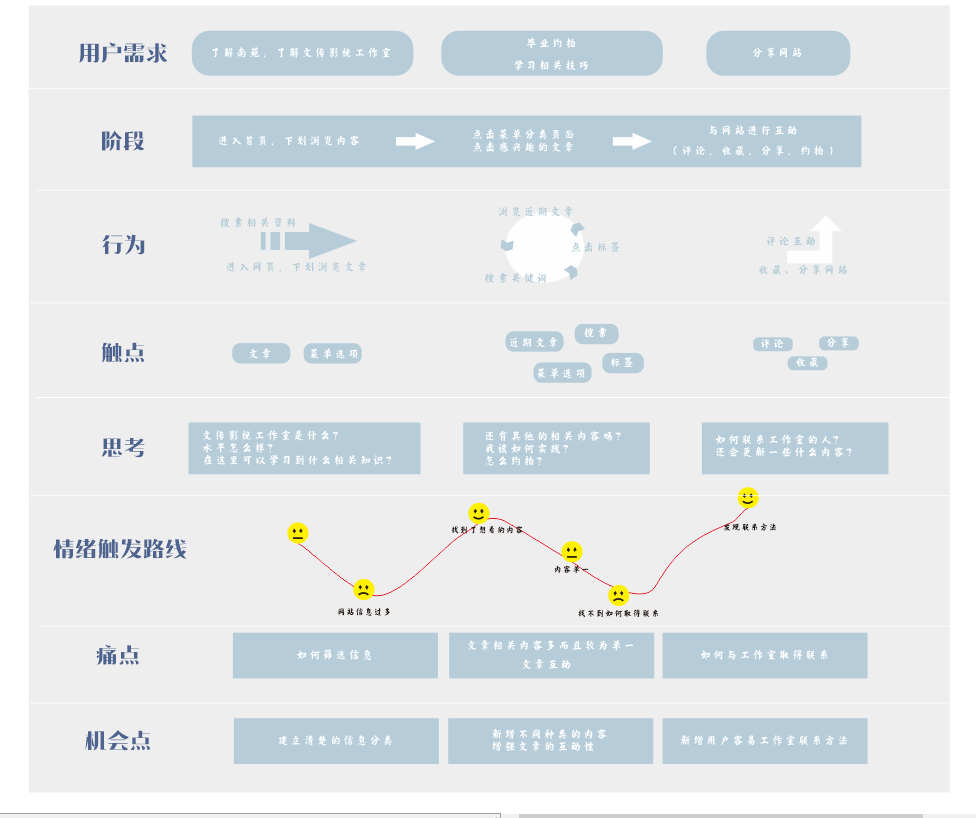 用户需求
了解南苑，了解文传影视工作室
毕业约拍
学习相关技巧
分享网站
阶段
进入首页，下划浏览内容
点击菜单分类页面
点击感兴趣的文章
与网站进行互动
（评论、收藏、分享、约拍）
行为
搜索相关资料
进入网页，下划浏览文章
浏览近期文章
点击标签
搜索关键词
评论互动
收藏、分享网站
触点
文章
菜单选项
近期文章
搜索
菜单选项
标签
评论
分享
收藏
思考
文传影视工作室是什么？
水平怎么样？
在这里可以学习到什么相关知识？
还有其他的相关内容吗？
我该如何实践？
怎么约拍？
如何联系工作室的人？
还会更新一些什么内容？
情绪触发路线
网站信息过多
找到了想看的内容
内容单一
找不到如何取得联系
发现联系方法
痛点
如何筛选信息
文章相关内容多而且较为单一
文章互动
如何与工作室取得联系
机会点
建立清楚的信息分类
新增不同种类的内容
增强文章的互动性
新增用户容易工作室联系方法